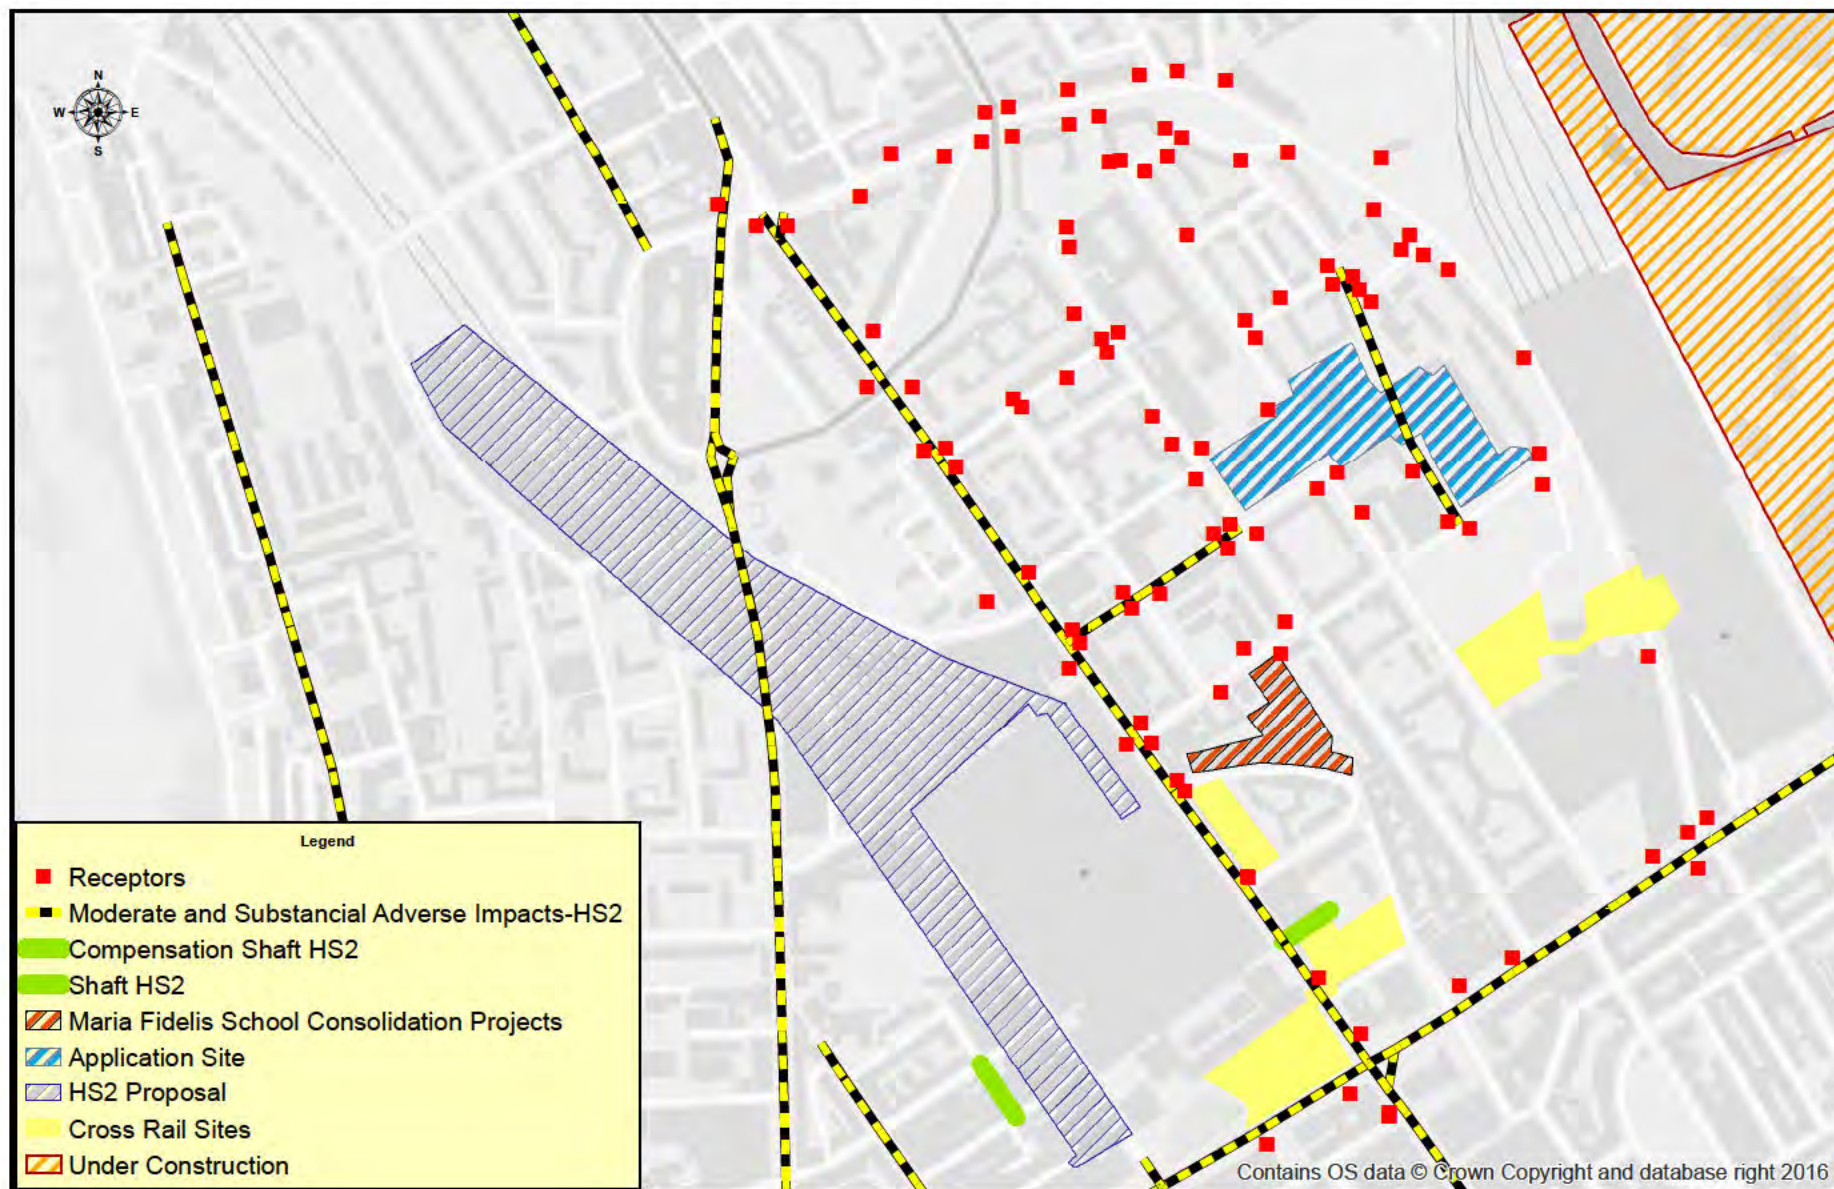 N
W E
S
Legend
Receptors
Moderate and Substancial Adverse Impacts-HS2
Compensation Shaft HS2
Shaft HS2
Maria Fidelis School Consolidation Projects
Application Site
HS2 Proposal
Cross Rail Sites
Under Construction
Contains OS data © Crown Copyright and database right 2016